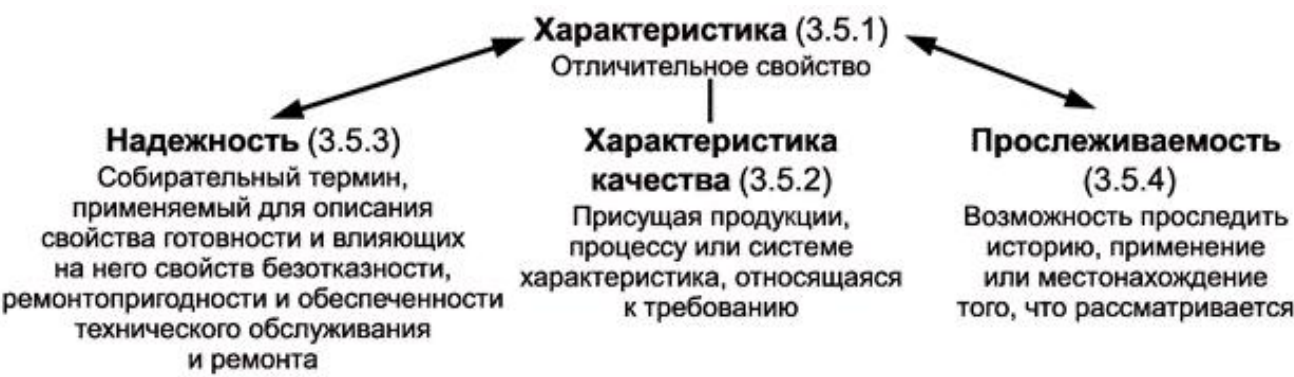 Характеристика (3.5.1)
Отличительное свойство
Надежность (3.5.3)
Собирательный термин,
применяемый для описания
свойства готовности и влияющих
на него свойств безотказности,
ремонтопригодности и обеспеченности
технического обслуживания
и ремонта
Характеристика
качества (3.5.2)
Присущая продукции,
процессу или системе
характеристика, относящаяся
к требованию
Прослеживаемость
(3.5.4)
Возможность проследить
историю, применение
или местонахождение
того, что рассматривается